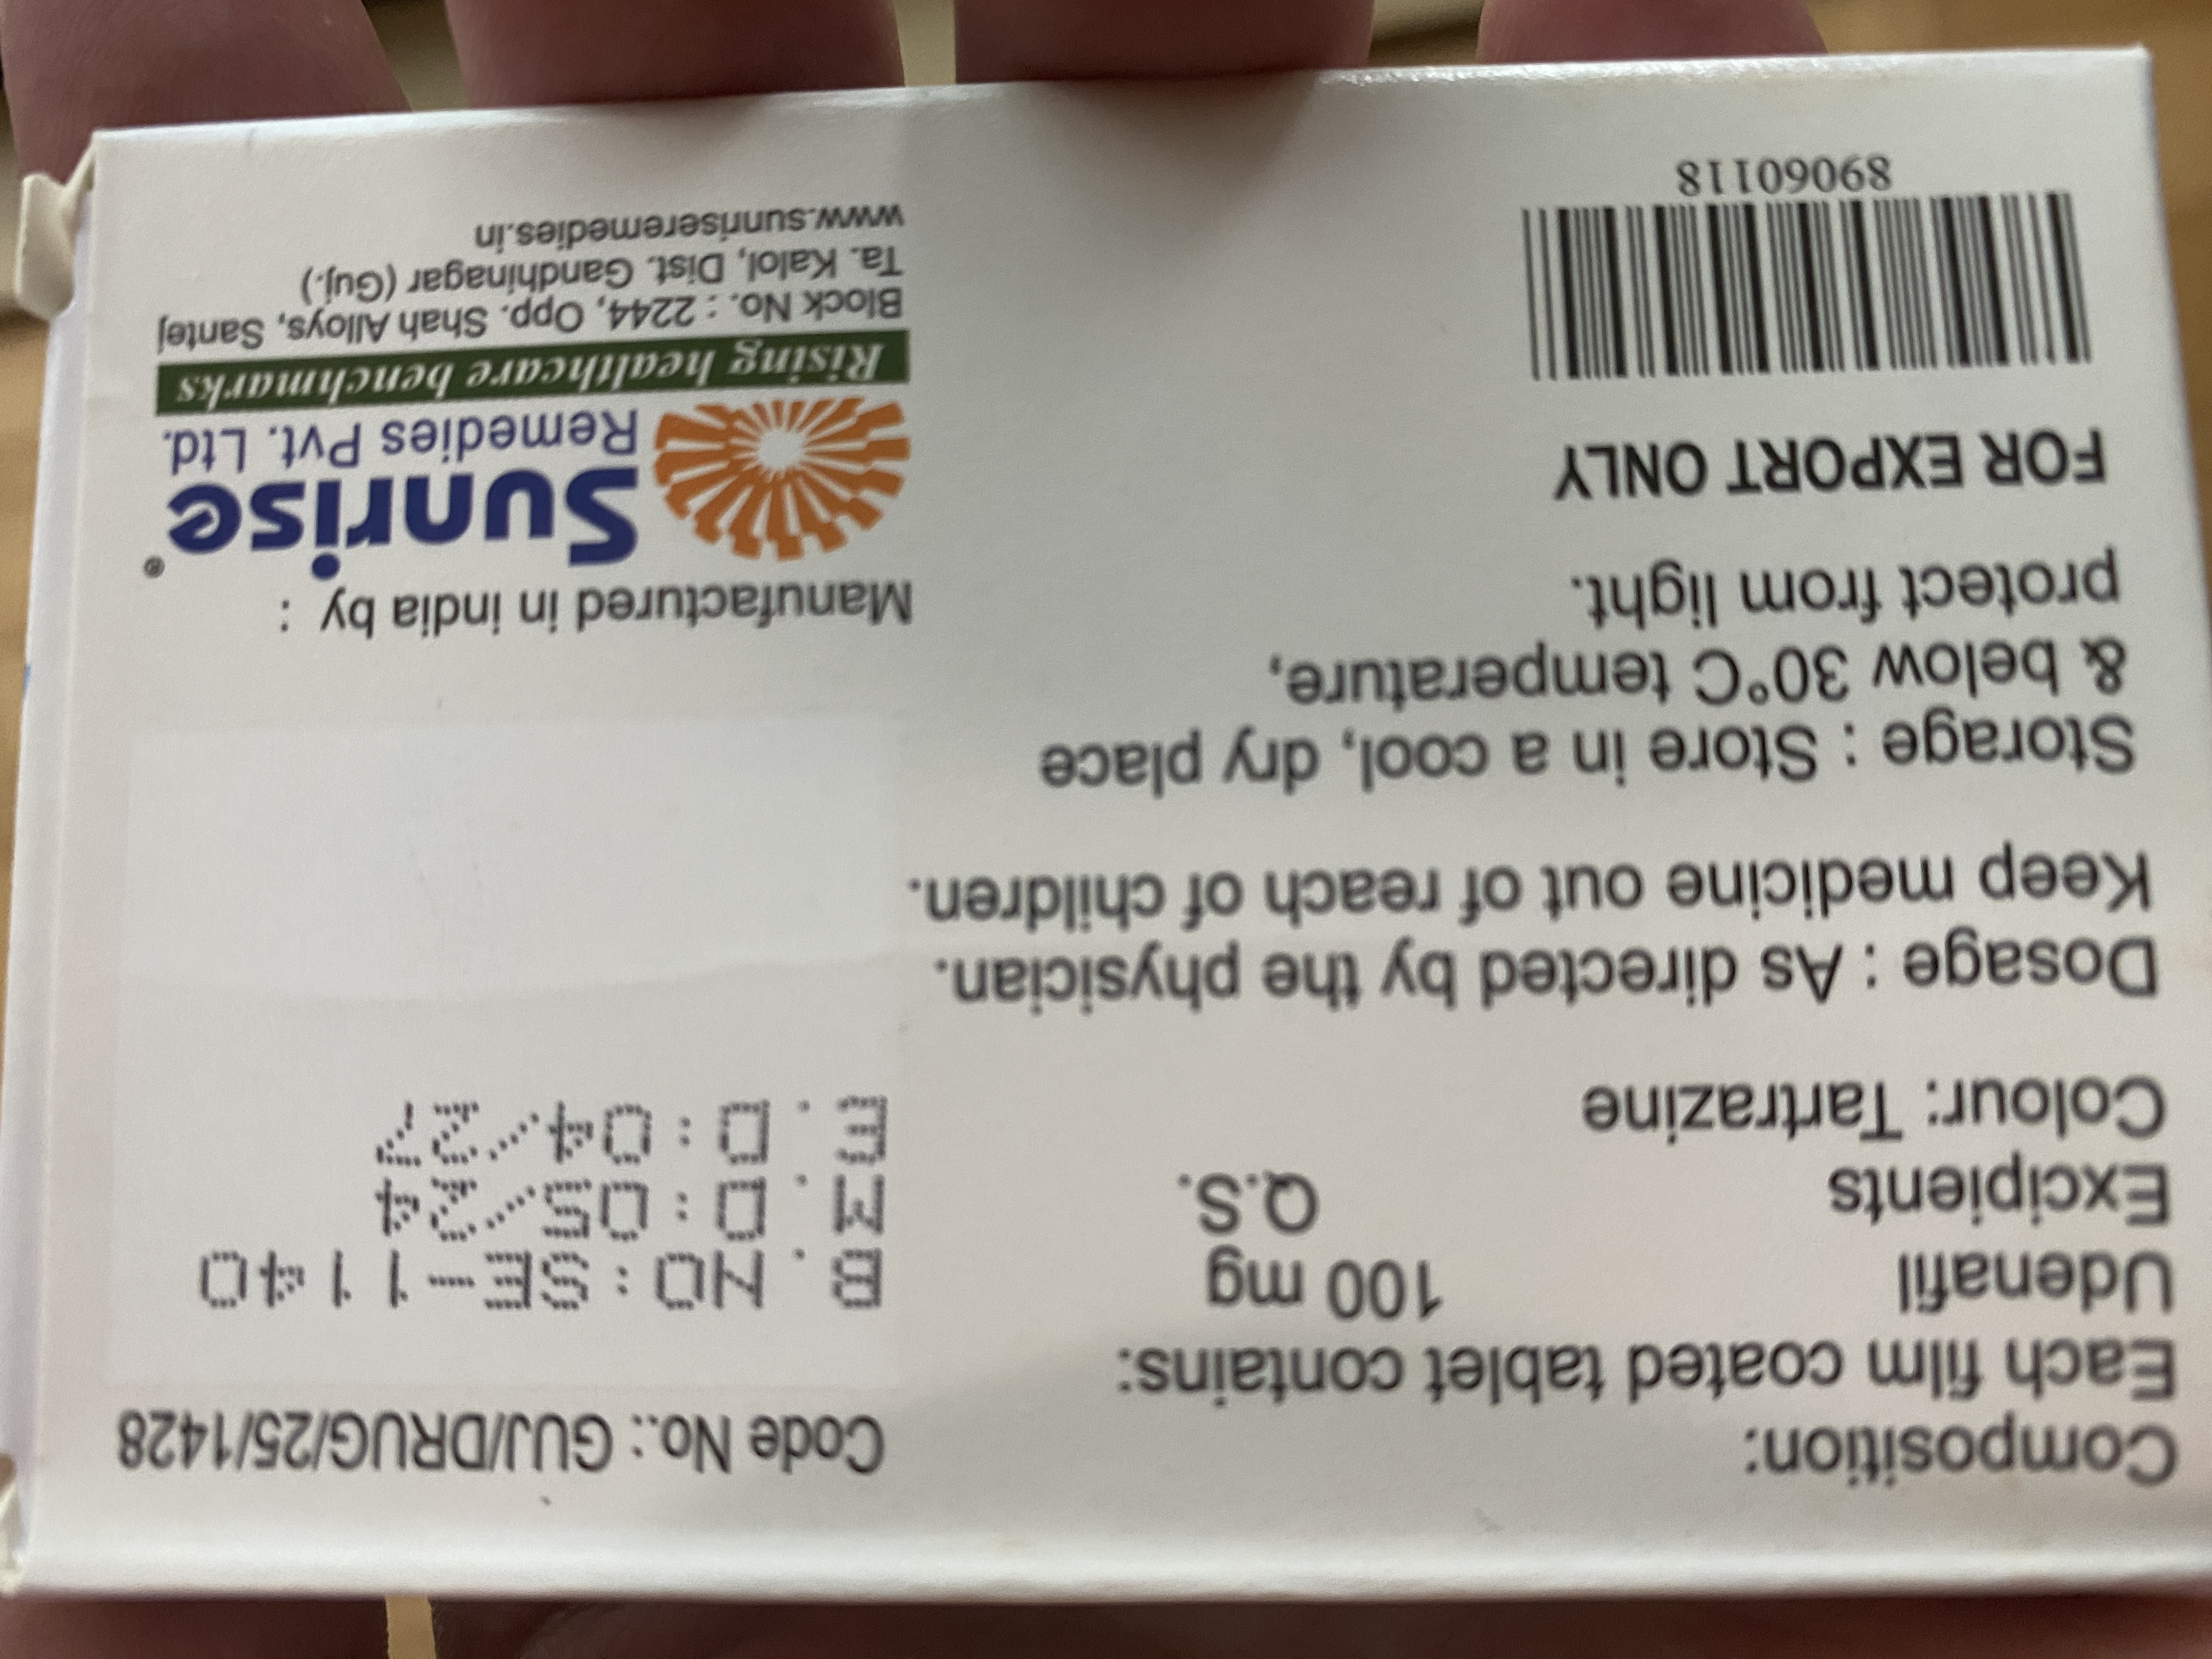 Composition:
Each film coated tablet contains:
Udenafil 100 mg
Excipients Q.S.
Colour: Tartrazine
Dosage : As directed by the physician.
Keep medicine out of reach of children.
Storage : Store in a cool, dry place
& below 30°C temperature,
protect from light.
FOR EXPORT ONLY
89060118
Code No.: GUJ/DRUG/25/1428
B.NO:SE-1140
M.D:05/24
E.D:04/27
Manufactured in india by :
Sunrise®
Remedies Pvt. Ltd.
Rising healthcare benchmarks
Block No. : 2244, Opp. Shah Alloys, Santej
Ta. Kalol, Dist. Gandhinagar (Guj.)
www.sunriseremedies.in